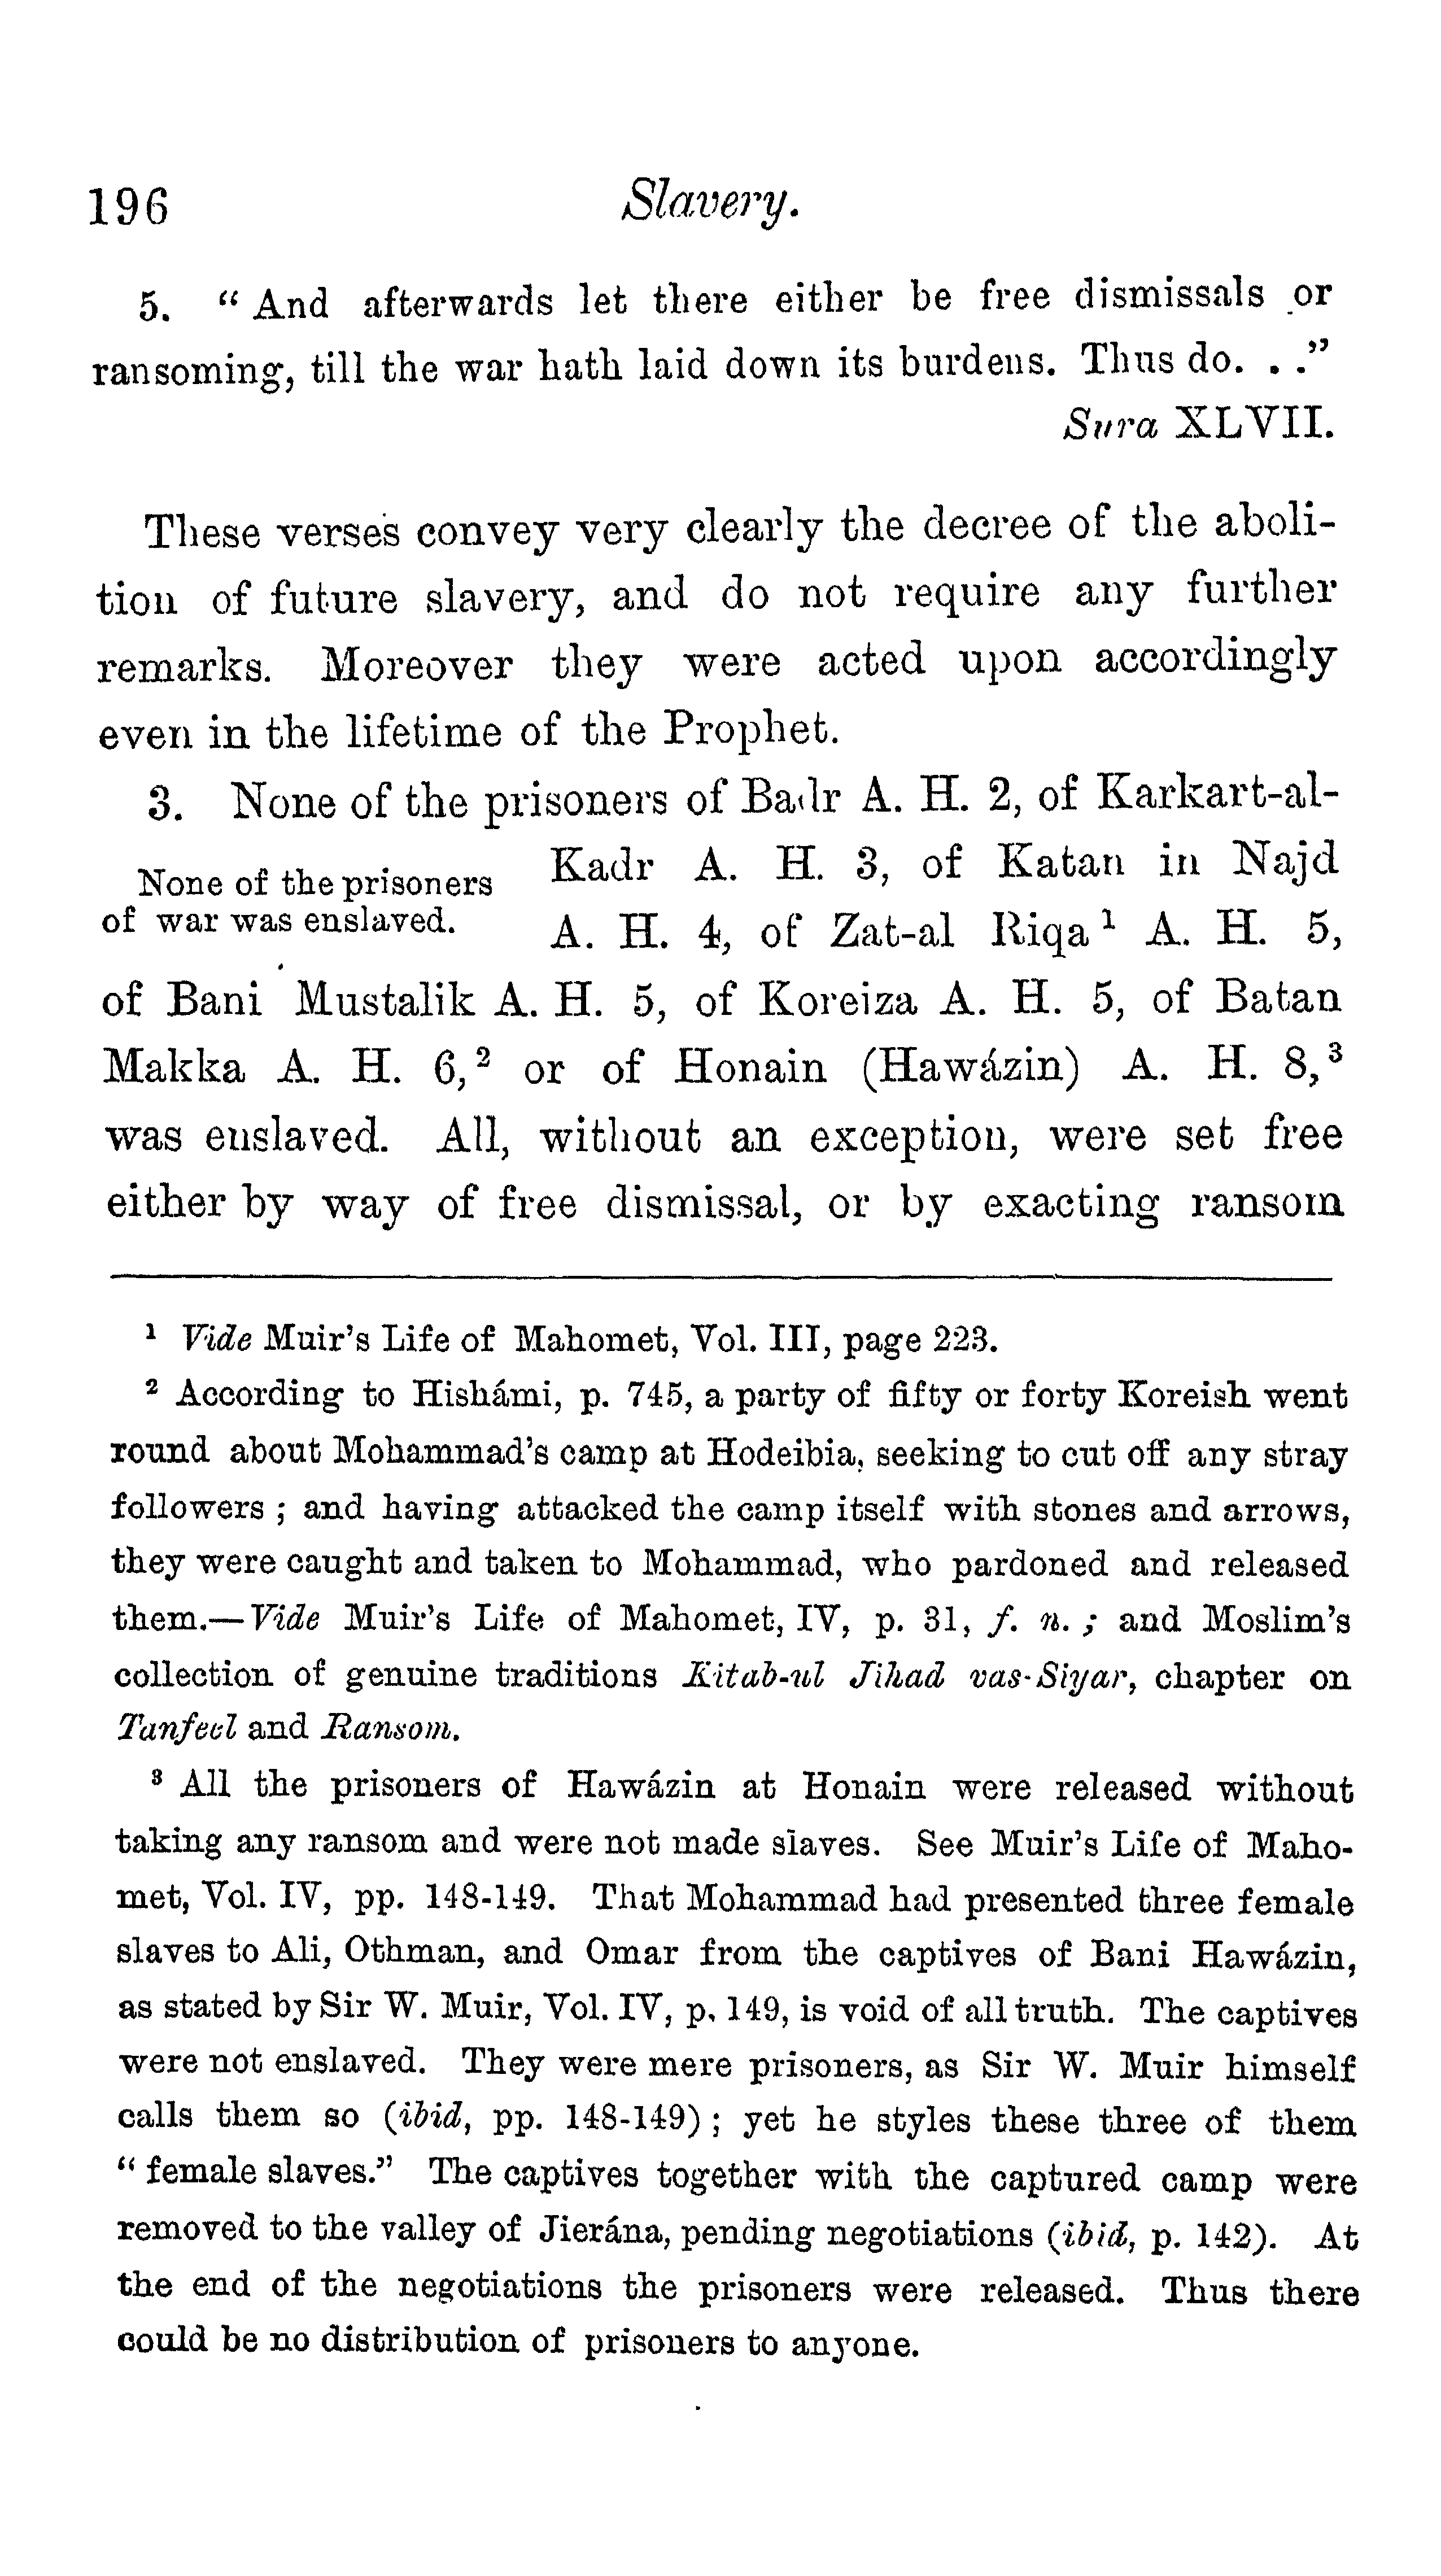 196 Slavery.
5. “ And afterwards let there either be free dismissals or
ransoming, till the war hath laid down its burdens. Thus do. . .”
Sura XLVII.
These verses convey very clearly the decree of the aboli-
tion of future slavery, and do not require any further
remarks. Moreover they were acted upon accordingly
even in the lifetime of the Prophet.
3. None of the prisoners of Badr A. H. 2, of Karkart-al-
None of the prisoners
of war was enslaved.
Kadr A. H. 3, of Katan in Najd
A. H. 4, of Zat-al Riqa ¹ A. H. 5,
of Bani Mustalik A. H. 5, of Koreiza A. H. 5, of Batan
Makka A. H. 6,² or of Honain (Hawázin) A. H. 8,³
was enslaved. All, without an exception, were set free
either by way of free dismissal, or by exacting ransom
¹ Vide Muir’s Life of Mahomet, Vol. III, page 223.
² According to Hishámi, p. 745, a party of fifty or forty Koreish went
round about Mohammad’s camp at Hodeibia, seeking to cut off any stray
followers ; and having attacked the camp itself with stones and arrows,
they were caught and taken to Mohammad, who pardoned and released
them.—Vide Muir’s Life of Mahomet, IV, p. 31, f. n. ; and Moslim’s
collection of genuine traditions Kitab-ul Jihad vas-Siyar, chapter on
Tanfeel and Ransom.
³ All the prisoners of Hawázin at Honain were released without
taking any ransom and were not made slaves. See Muir’s Life of Maho-
met, Vol. IV, pp. 148-149. That Mohammad had presented three female
slaves to Ali, Othman, and Omar from the captives of Bani Hawázin,
as stated by Sir W. Muir, Vol. IV, p. 149, is void of all truth. The captives
were not enslaved. They were mere prisoners, as Sir W. Muir himself
calls them so (ibid, pp. 148-149) ; yet he styles these three of them
“ female slaves.” The captives together with the captured camp were
removed to the valley of Jierána, pending negotiations (ibid, p. 142). At
the end of the negotiations the prisoners were released. Thus there
could be no distribution of prisoners to anyone.